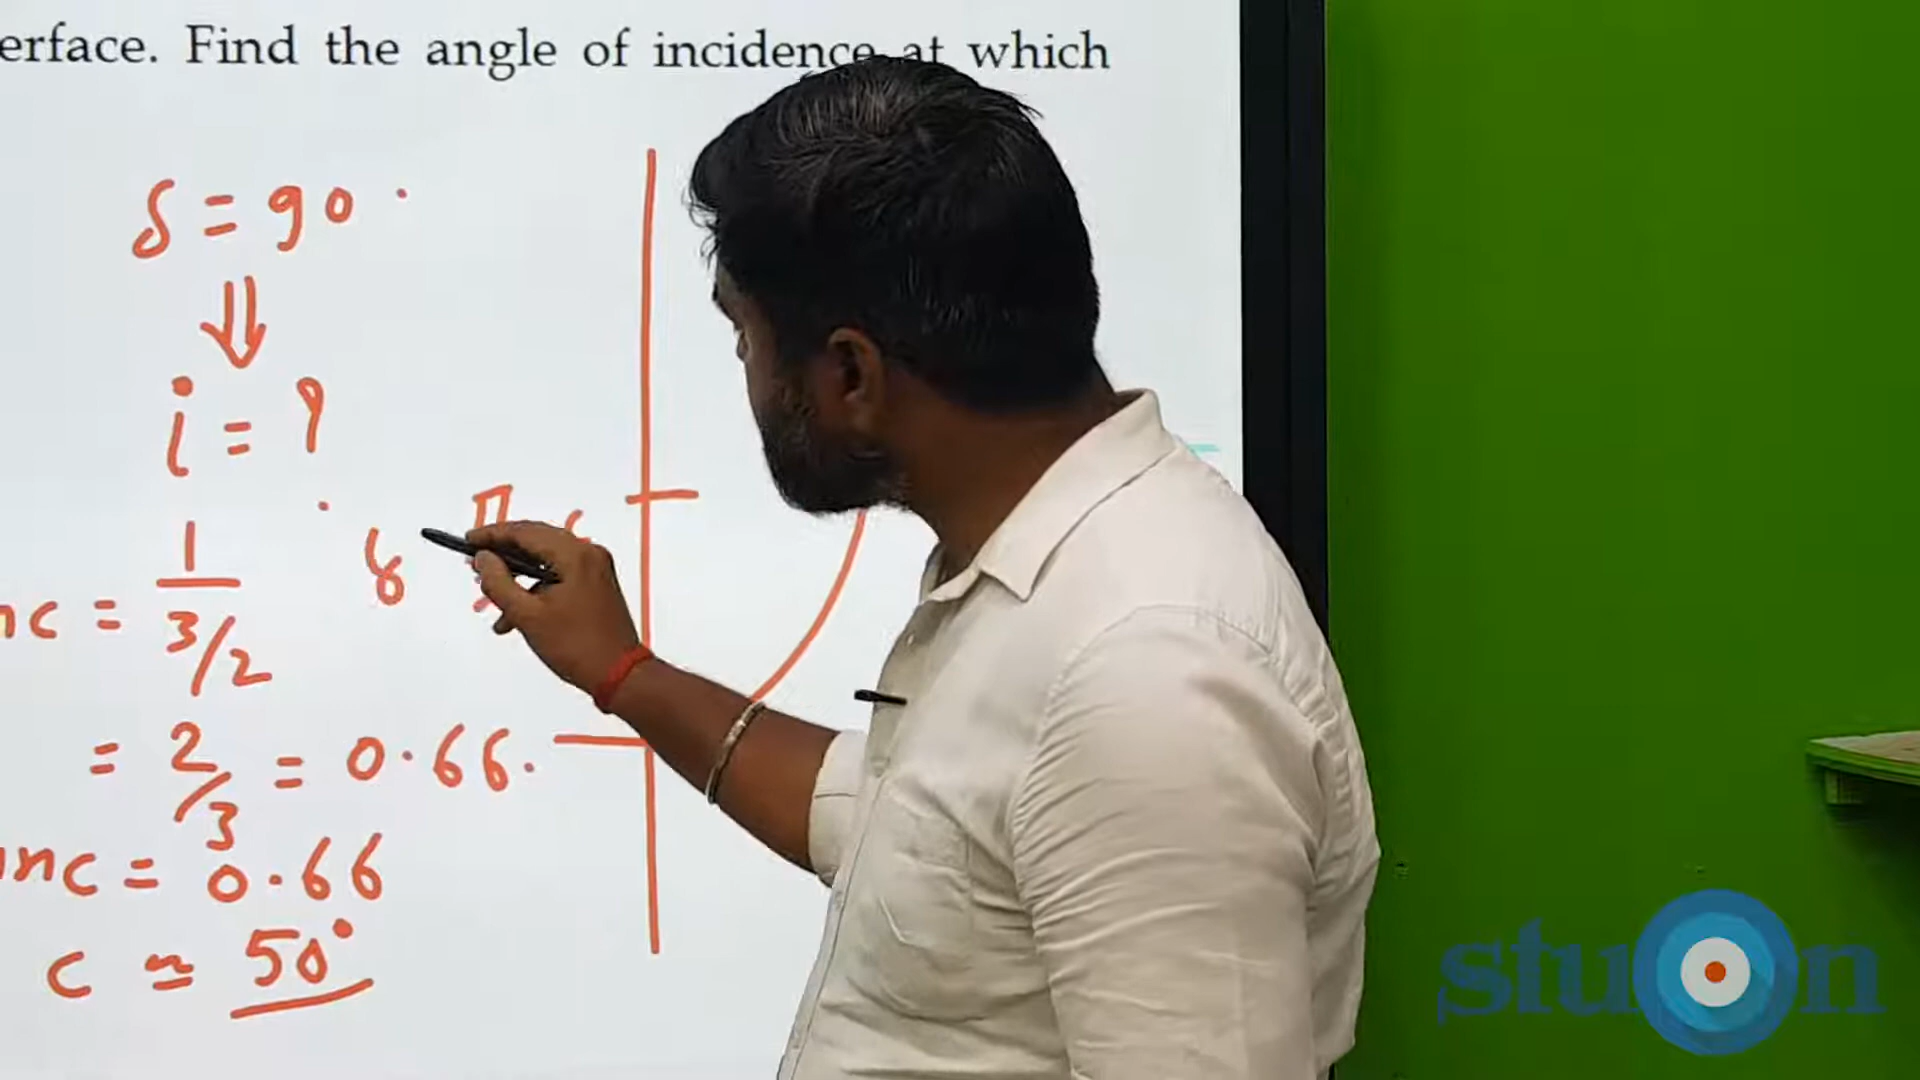 erface. Find the angle of incidence at which
δ = 90
⇓
i = ?
1
nc = 3/2
= 2/3 = 0.66.
nc = 0.66
c ≈ 50°
stuon